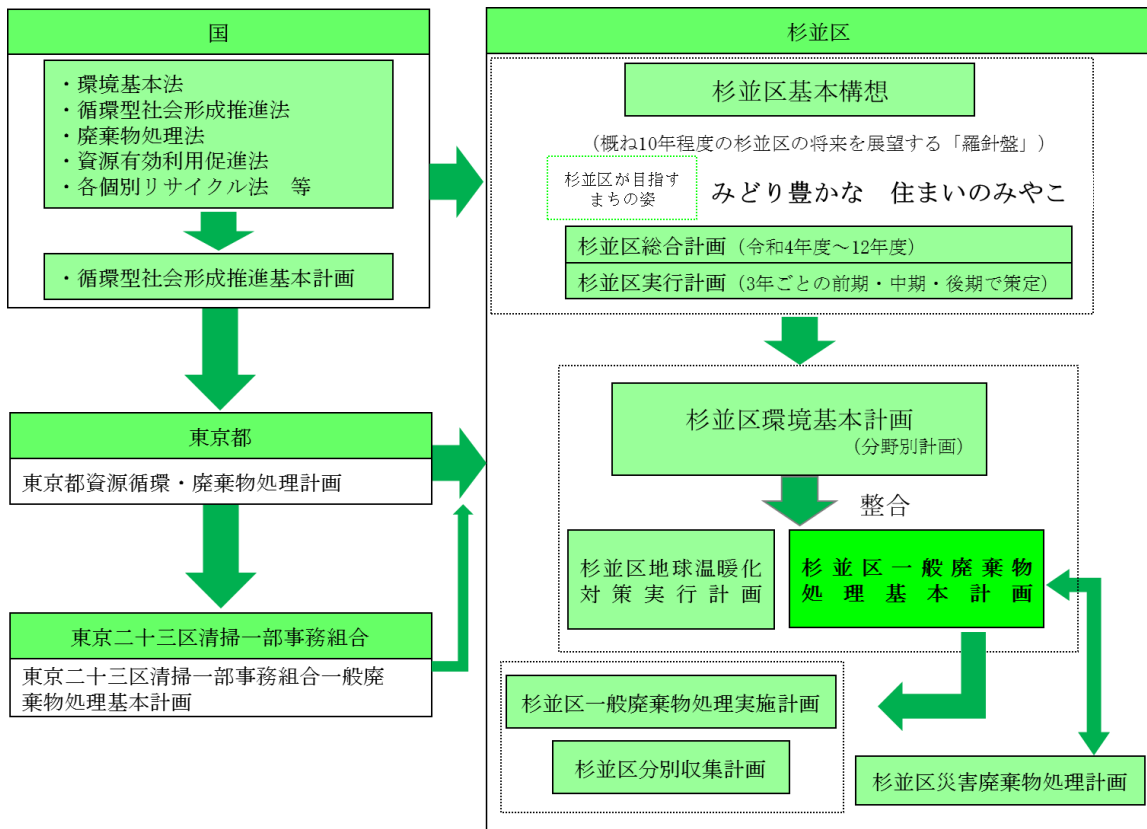 国
・環境基本法
・循環型社会形成推進法
・廃棄物処理法
・資源有効利用促進法
・各個別リサイクル法　等
・循環型社会形成推進基本計画
東京都
東京都資源循環・廃棄物処理計画
東京二十三区清掃一部事務組合
東京二十三区清掃一部事務組合一般廃
棄物処理基本計画
杉並区
杉並区基本構想
（概ね10年程度の杉並区の将来を展望する「羅針盤」）
杉並区が目指す
まちの姿
みどり豊かな　住まいのみやこ
杉並区総合計画（令和4年度～12年度）
杉並区実行計画（3年ごとの前期・中期・後期で策定）
杉並区環境基本計画
（分野別計画）
整合
杉並区地球温暖化
対策実行計画
杉並区一般廃棄物
処理基本計画
杉並区一般廃棄物処理実施計画
杉並区分別収集計画
杉並区災害廃棄物処理計画